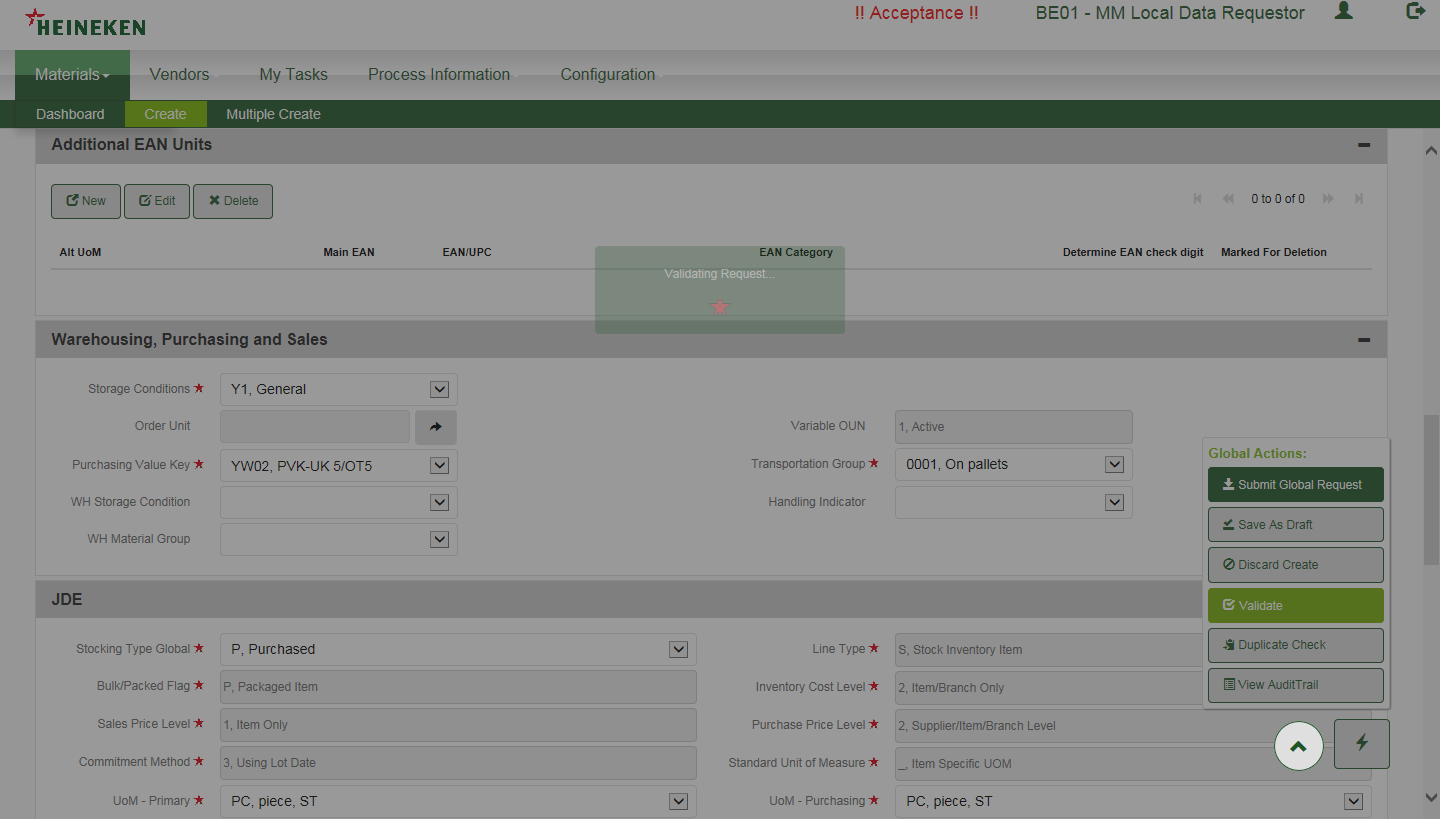 HEINEKEN
!! Acceptance !!
BE01 - MM Local Data Requestor
Materials
Vendors
My Tasks
Process Information
Configuration
Dashboard
Create
Multiple Create
Additional EAN Units
New
Edit
Delete
0 to 0 of 0
Alt UoM
Main EAN
EAN/UPC
EAN Category
Determine EAN check digit
Marked For Deletion
Validating Request...
Warehousing, Purchasing and Sales
Storage Conditions
Y1, General
Order Unit
Variable OUN
1, Active
Purchasing Value Key
YW02, PVK-UK 5/OT5
Transportation Group
0001, On pallets
WH Storage Condition
Handling Indicator
WH Material Group
Global Actions:
Submit Global Request
Save As Draft
Discard Create
Validate
Duplicate Check
View AuditTrail
JDE
Stocking Type Global
P, Purchased
Line Type
S, Stock Inventory Item
Bulk/Packed Flag
P, Packaged Item
Inventory Cost Level
2, Item/Branch Only
Sales Price Level
1, Item Only
Purchase Price Level
2, Supplier/Item/Branch Level
Commitment Method
3, Using Lot Date
Standard Unit of Measure
_, Item Specific UOM
UoM - Primary
PC, piece, ST
UoM - Purchasing
PC, piece, ST